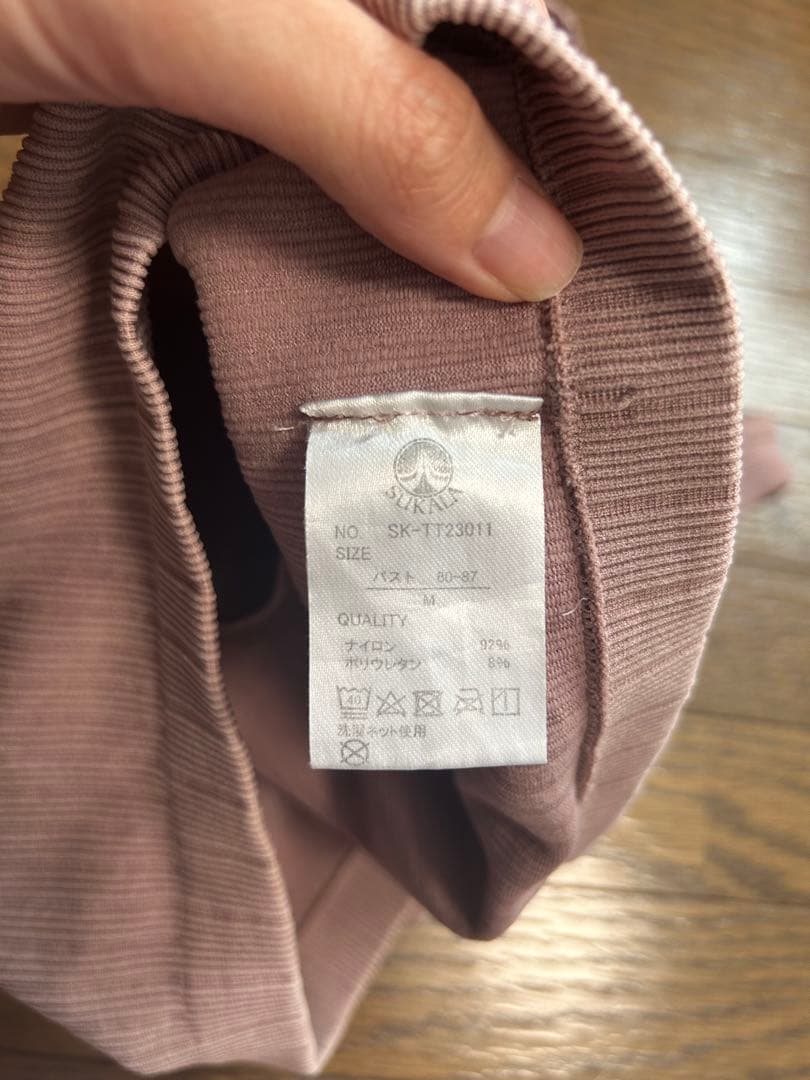 SUKALA
NO. SK-TT23011
SIZE
バスト 80-87
M
QUALITY
ナイロン 92%
ポリウレタン 8%
40
洗濯ネット使用